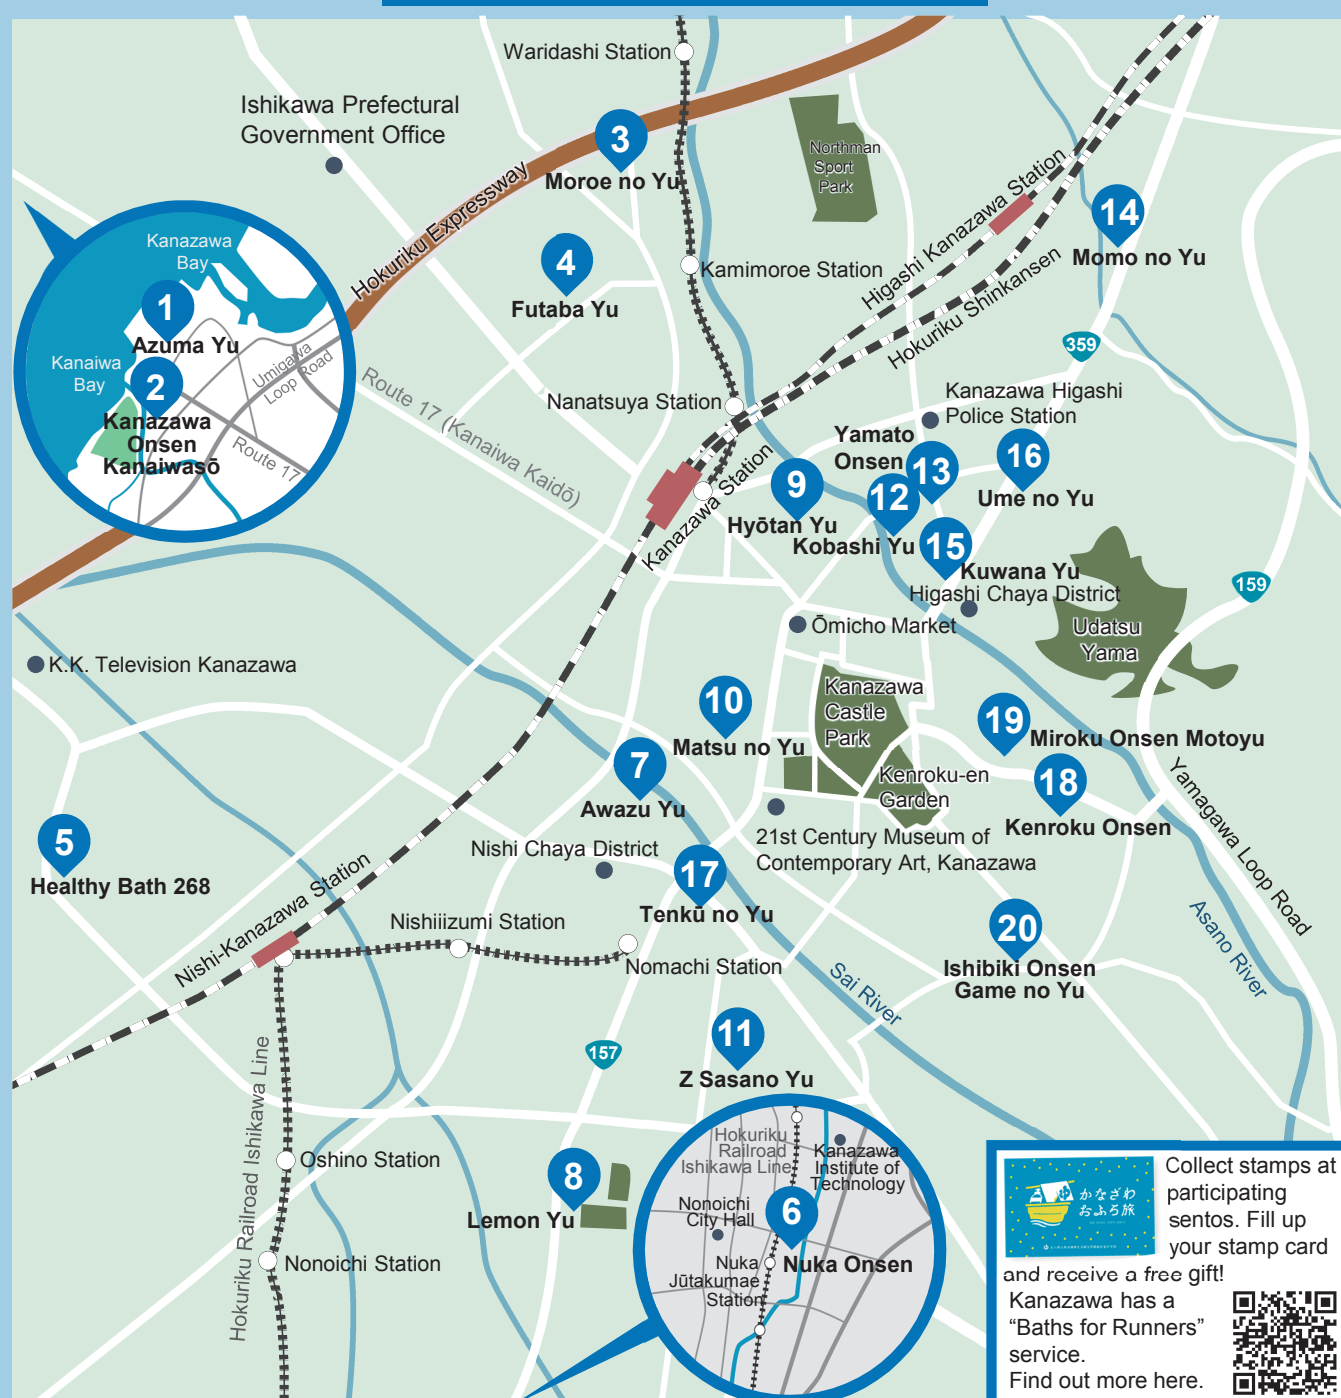 Waridashi Station
Ishikawa Prefectural
Government Office
3
Moroe no Yu
Northman
Sport
Park
Hokuriku Expressway
Higashi Kanazawa Station
14
Momo no Yu
Kanazawa
Bay
1
Azuma Yu
Kanaiwa
Bay
2
Kanazawa
Onsen
Kanaiwasō
Umigawa
Loop Road
Route 17
4
Futaba Yu
Kamimoroe Station
Hokuriku Shinkansen
359
Route 17 (Kanaiwa Kaidō)
Nanatsuya Station
Kanazawa Higashi
Police Station
Kanazawa Station
9
Hyōtan Yu
Yamato
Onsen
13
12
Kobashi Yu
16
Ume no Yu
15
Kuwana Yu
Higashi Chaya District
159
Ōmicho Market
Udatsu
Yama
K.K. Television Kanazawa
10
Matsu no Yu
Kanazawa
Castle
Park
19
Miroku Onsen Motoyu
7
Awazu Yu
Kenroku-en
Garden
18
Kenroku Onsen
Yamagawa Loop Road
5
Healthy Bath 268
Nishi Chaya District
21st Century Museum of
Contemporary Art, Kanazawa
17
Tenkū no Yu
Nishi-Kanazawa Station
Nishiiizumi Station
Nomachi Station
20
Ishibiki Onsen
Game no Yu
Asano River
Sai River
11
Z Sasano Yu
157
Hokuriku Railroad Ishikawa Line
Oshino Station
Nonoichi Station
8
Lemon Yu
Hokuriku
Railroad
Ishikawa Line
Kanazawa
Institute of
Technology
Nonoichi
City Hall
6
Nuka Onsen
Nuka
Jūtakumae
Station
かなざわ
おふろ旅
Collect stamps at
participating
sentos. Fill up
your stamp card
and receive a free gift!
Kanazawa has a
“Baths for Runners”
service.
Find out more here.